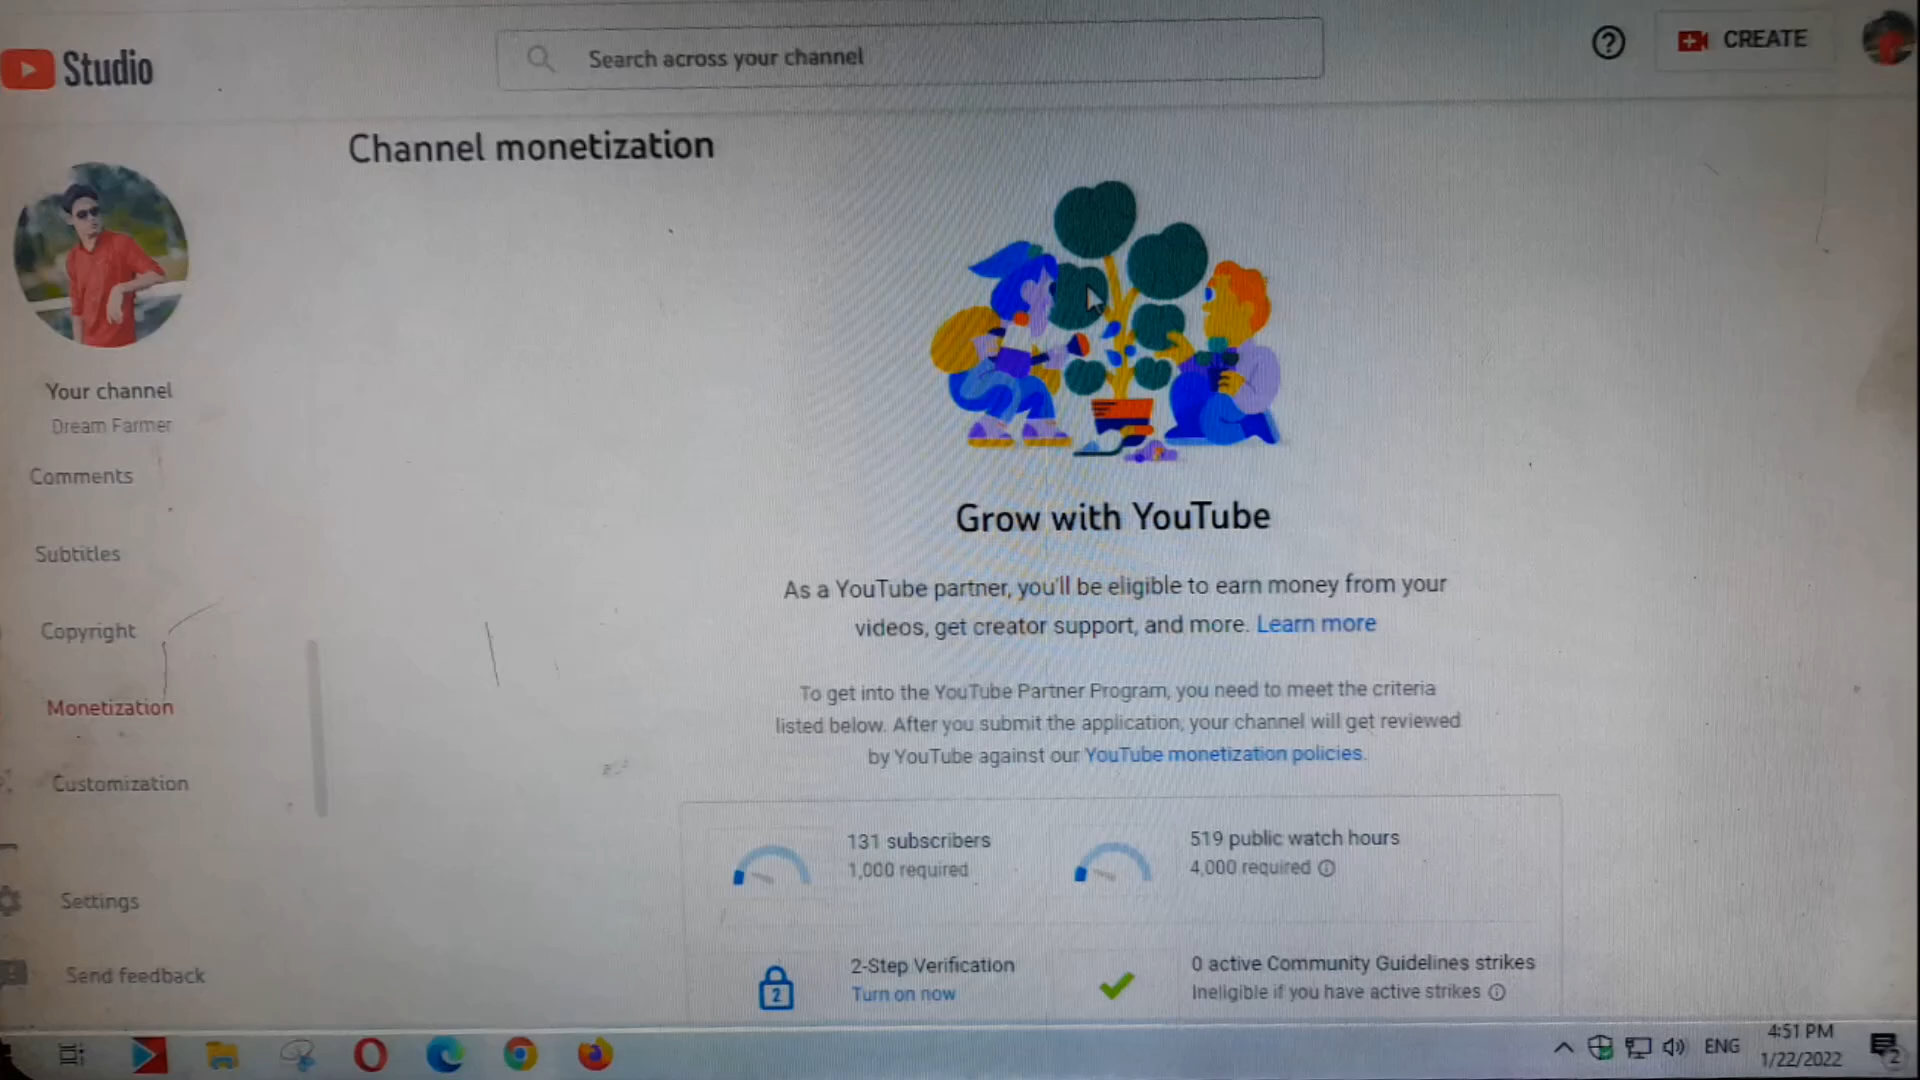 Studio
Search across your channel
CREATE
Channel monetization
Your channel
Dream Farmer
Comments
Subtitles
Copyright
Monetization
Customization
Settings
Send feedback
Grow with YouTube
As a YouTube partner, you'll be eligible to earn money from your
videos, get creator support, and more. Learn more
To get into the YouTube Partner Program, you need to meet the criteria
listed below. After you submit the application, your channel will get reviewed
by YouTube against our YouTube monetization policies.
131 subscribers
1,000 required
519 public watch hours
4,000 required
2-Step Verification
Turn on now
2
0 active Community Guidelines strikes
Ineligible if you have active strikes
ENG
4:51 PM
1/22/2022
2